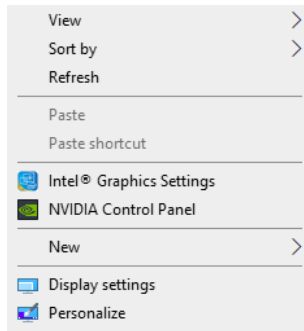 View
Sort by
Refresh
Paste
Paste shortcut
Intel® Graphics Settings
NVIDIA Control Panel
New
Display settings
Personalize